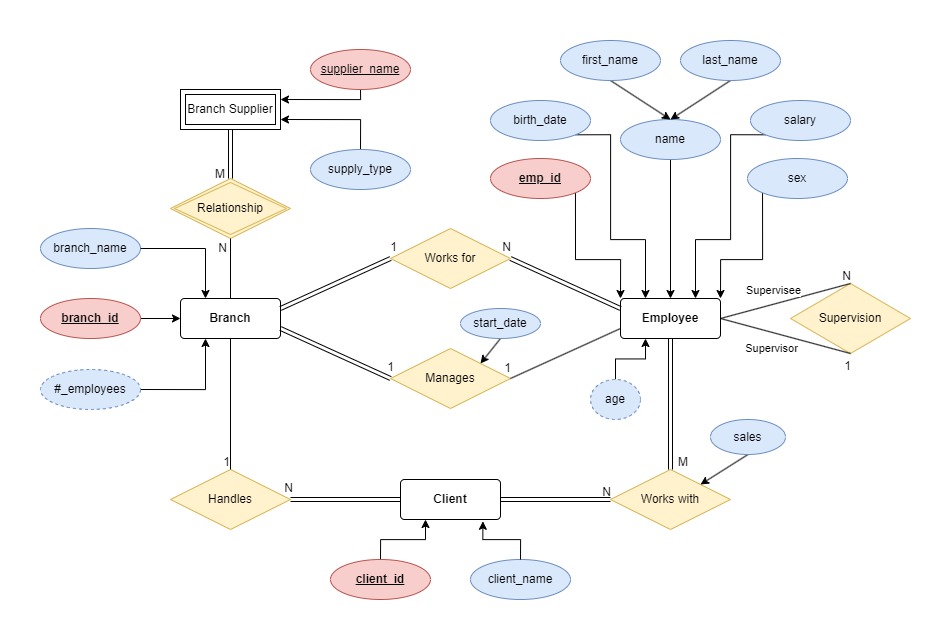 first_name
last_name
supplier_name
Branch Supplier
birth_date
salary
name
supply_type
M
emp_id
sex
Relationship
N
branch_name
1
Works for
N
N
Supervisee
branch_id
Branch
start_date
Employee
Supervision
Supervisor
1
Manages
1
1
#_employees
age
sales
1
M
N
N
Handles
Client
Works with
client_id
client_name